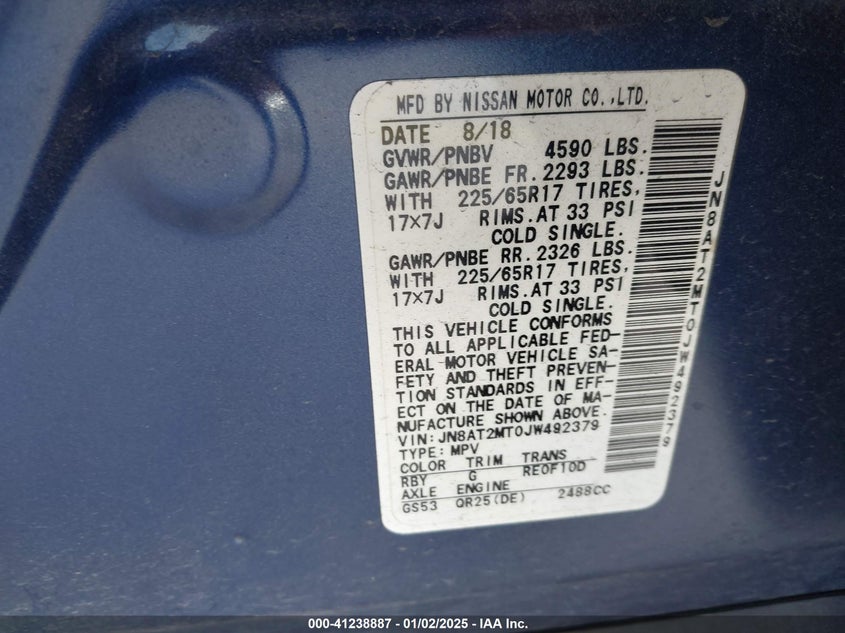 MFD BY NISSAN MOTOR CO.,LTD.
DATE 8/18
GVWR/PNBV 4590 LBS.
GAWR/PNBE FR. 2293 LBS.
WITH 225/65R17 TIRES,
17×7J RIMS.AT 33 PSI
COLD SINGLE.
GAWR/PNBE RR. 2326 LBS.
WITH 225/65R17 TIRES,
17×7J RIMS.AT 33 PSI
COLD SINGLE.
THIS VEHICLE CONFORMS
TO ALL APPLICABLE FED-
ERAL MOTOR VEHICLE SA-
FETY AND THEFT PREVEN-
TION STANDARDS IN EFF-
ECT ON THE DATE OF MA-
NUFACTURE SHOWN ABOVE.
VIN: JN8AT2MT0JW492379
TYPE: MPV
COLOR TRIM TRANS
RBY G RE0F10D
AXLE ENGINE
GS53 QR25(DE) 2488CC
JN8AT2MT0JW492379
000-41238887 - 01/02/2025 - IAA Inc.